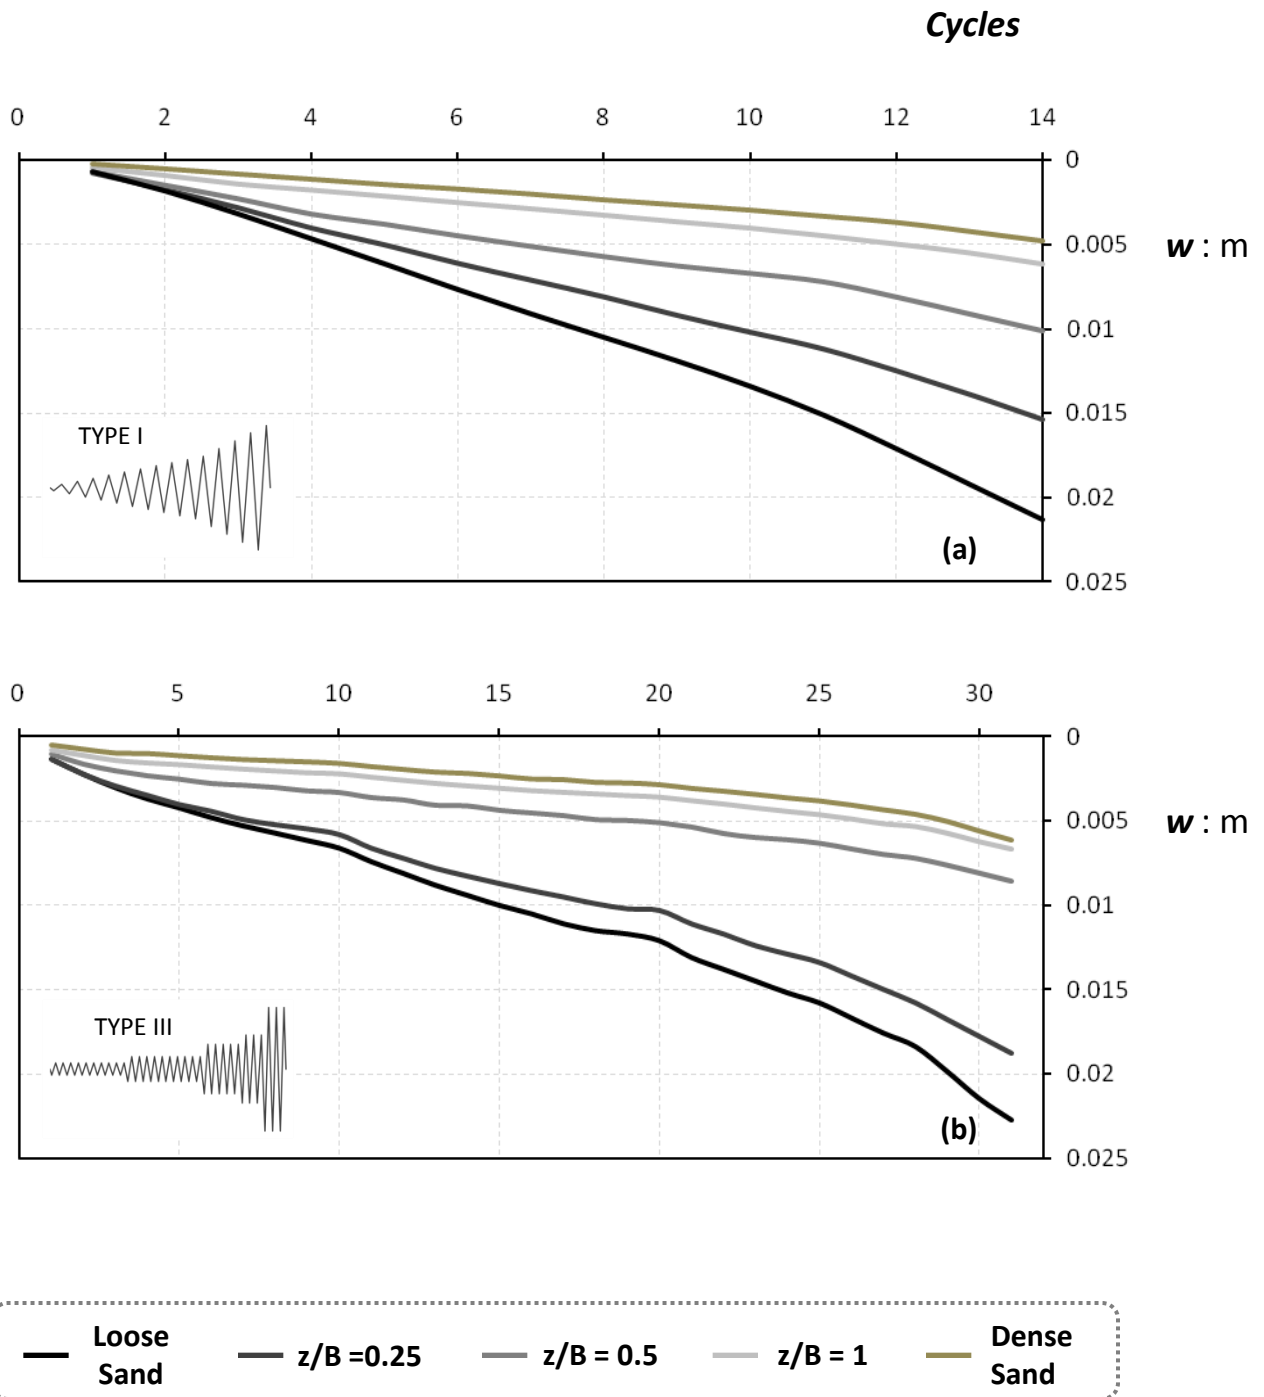 Cycles
0 2 4 6 8 10 12 14
0
0.005
w : m
0.01
0.015
TYPE I
0.02
(a)
0.025
0 5 10 15 20 25 30
0
0.005
w : m
0.01
0.015
TYPE III
0.02
(b)
0.025
Loose Sand
z/B =0.25
z/B = 0.5
z/B = 1
Dense Sand